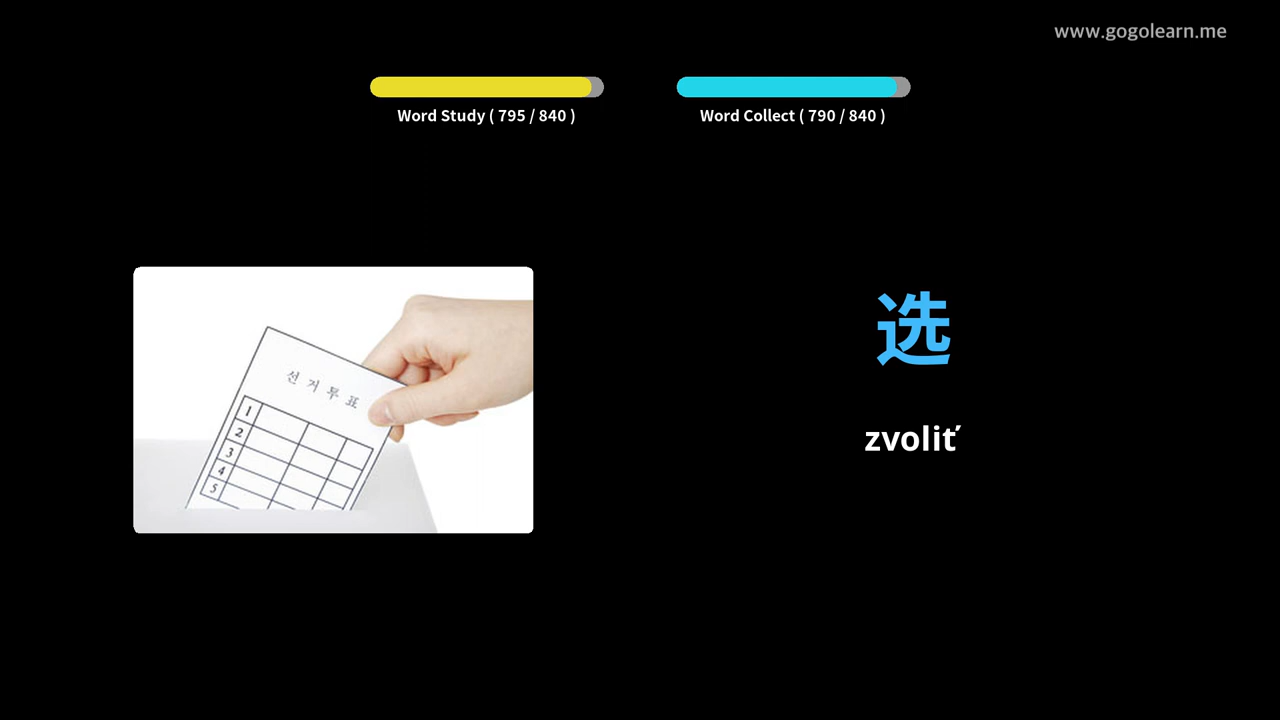 www.gogolearn.me
Word Study ( 795 / 840 )
Word Collect ( 790 / 840 )
선거투표
1
2
3
4
5
选
zvoliť